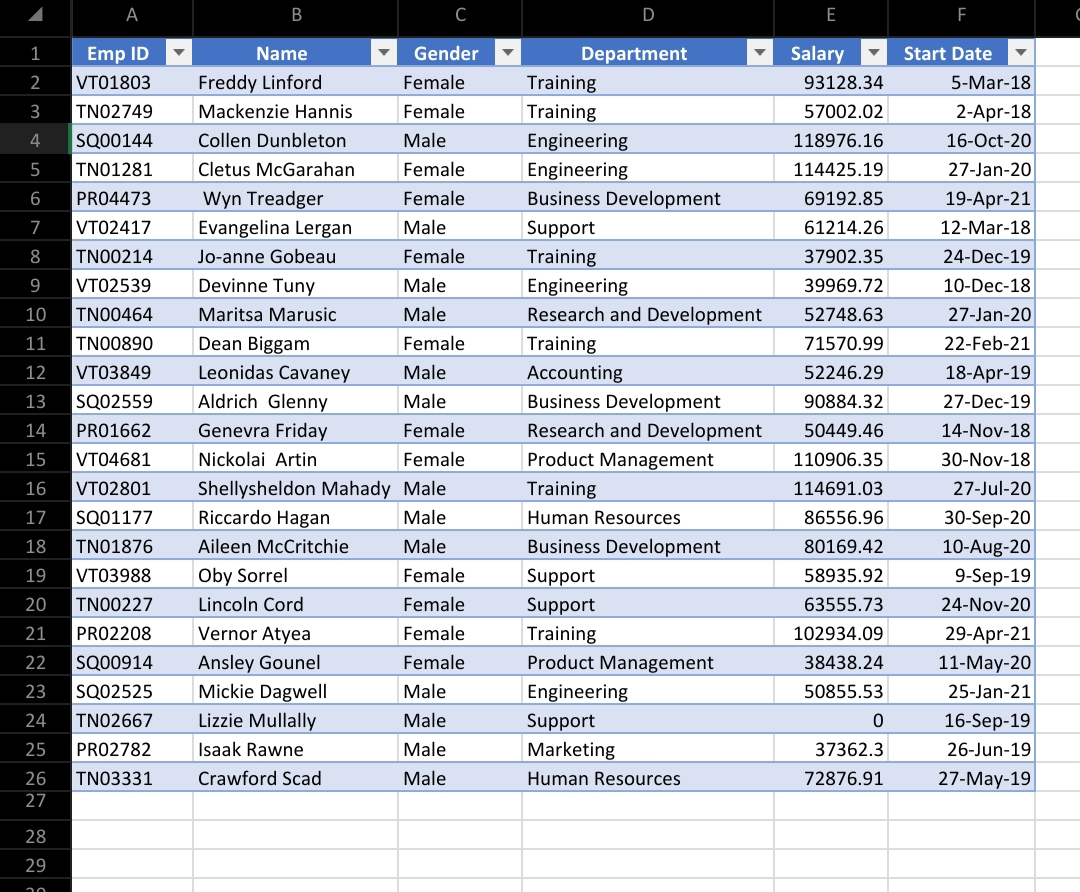 A B C D E F
1 Emp ID Name Gender Department Salary Start Date
2 VT01803 Freddy Linford Female Training 93128.34 5-Mar-18
3 TN02749 Mackenzie Hannis Female Training 57002.02 2-Apr-18
4 SQ00144 Collen Dunbleton Male Engineering 118976.16 16-Oct-20
5 TN01281 Cletus McGarahan Female Engineering 114425.19 27-Jan-20
6 PR04473 Wyn Treadger Female Business Development 69192.85 19-Apr-21
7 VT02417 Evangelina Lergan Male Support 61214.26 12-Mar-18
8 TN00214 Jo-anne Gobeau Female Training 37902.35 24-Dec-19
9 VT02539 Devinne Tuny Male Engineering 39969.72 10-Dec-18
10 TN00464 Maritsa Marusic Male Research and Development 52748.63 27-Jan-20
11 TN00890 Dean Biggam Female Training 71570.99 22-Feb-21
12 VT03849 Leonidas Cavaney Male Accounting 52246.29 18-Apr-19
13 SQ02559 Aldrich  Glenny Male Business Development 90884.32 27-Dec-19
14 PR01662 Genevra Friday Female Research and Development 50449.46 14-Nov-18
15 VT04681 Nickolai  Artin Female Product Management 110906.35 30-Nov-18
16 VT02801 Shellysheldon Mahady Male Training 114691.03 27-Jul-20
17 SQ01177 Riccardo Hagan Male Human Resources 86556.96 30-Sep-20
18 TN01876 Aileen McCritchie Male Business Development 80169.42 10-Aug-20
19 VT03988 Oby Sorrel Female Support 58935.92 9-Sep-19
20 TN00227 Lincoln Cord Female Support 63555.73 24-Nov-20
21 PR02208 Vernor Atyea Female Training 102934.09 29-Apr-21
22 SQ00914 Ansley Gounel Female Product Management 38438.24 11-May-20
23 SQ02525 Mickie Dagwell Male Engineering 50855.53 25-Jan-21
24 TN02667 Lizzie Mullally Male Support 0 16-Sep-19
25 PR02782 Isaak Rawne Male Marketing 37362.3 26-Jun-19
26 TN03331 Crawford Scad Male Human Resources 72876.91 27-May-19
27
28
29